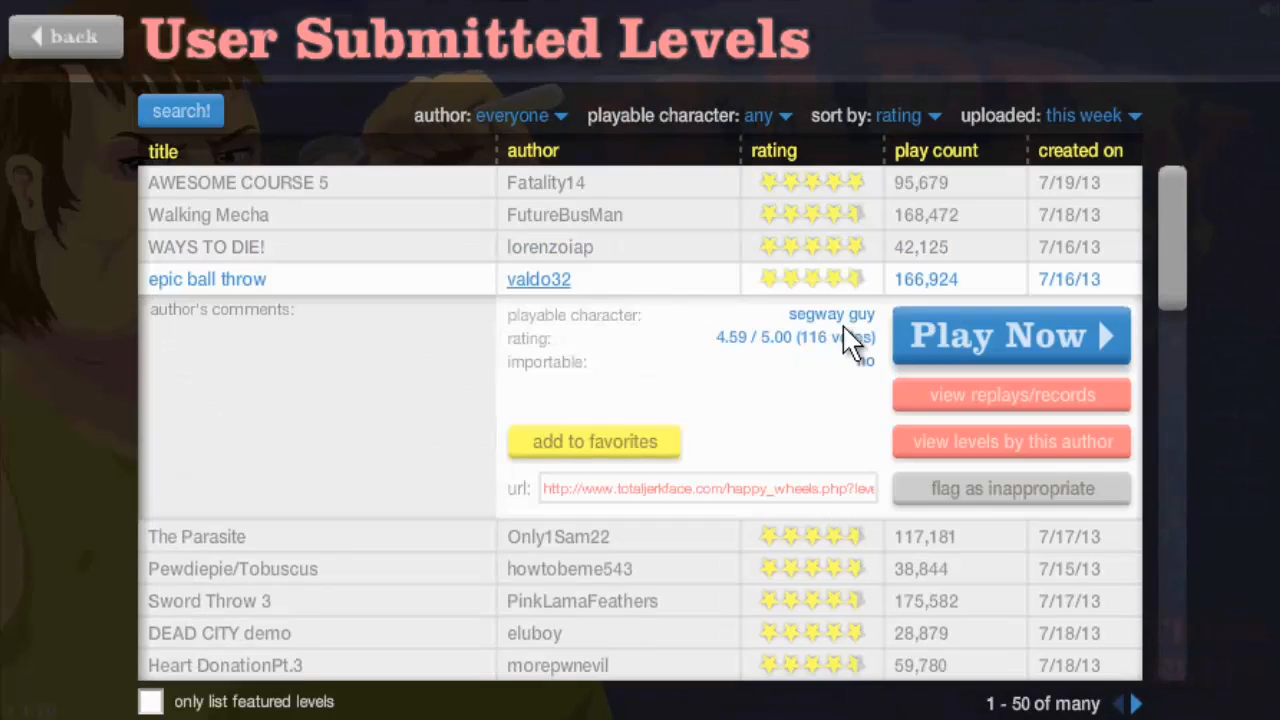 back
User Submitted Levels
search!
author: everyone playable character: any sort by: rating uploaded: this week
title author rating play count created on
AWESOME COURSE 5 Fatality14 95,679 7/19/13
Walking Mecha FutureBusMan 168,472 7/18/13
WAYS TO DIE! lorenzoiap 42,125 7/16/13
epic ball throw valdo32 166,924 7/16/13
author's comments:
playable character: segway guy
rating: 4.59 / 5.00 (116 votes)
importable: no
Play Now
view replays/records
add to favorites
view levels by this author
url: http://www.totaljerkface.com/happy_wheels.php?leve
flag as inappropriate
The Parasite Only1Sam22 117,181 7/17/13
Pewdiepie/Tobuscus howtobeme543 38,844 7/15/13
Sword Throw 3 PinkLamaFeathers 175,582 7/17/13
DEAD CITY demo eluboy 28,879 7/18/13
Heart DonationPt.3 morepwnevil 59,780 7/18/13
only list featured levels
1 - 50 of many